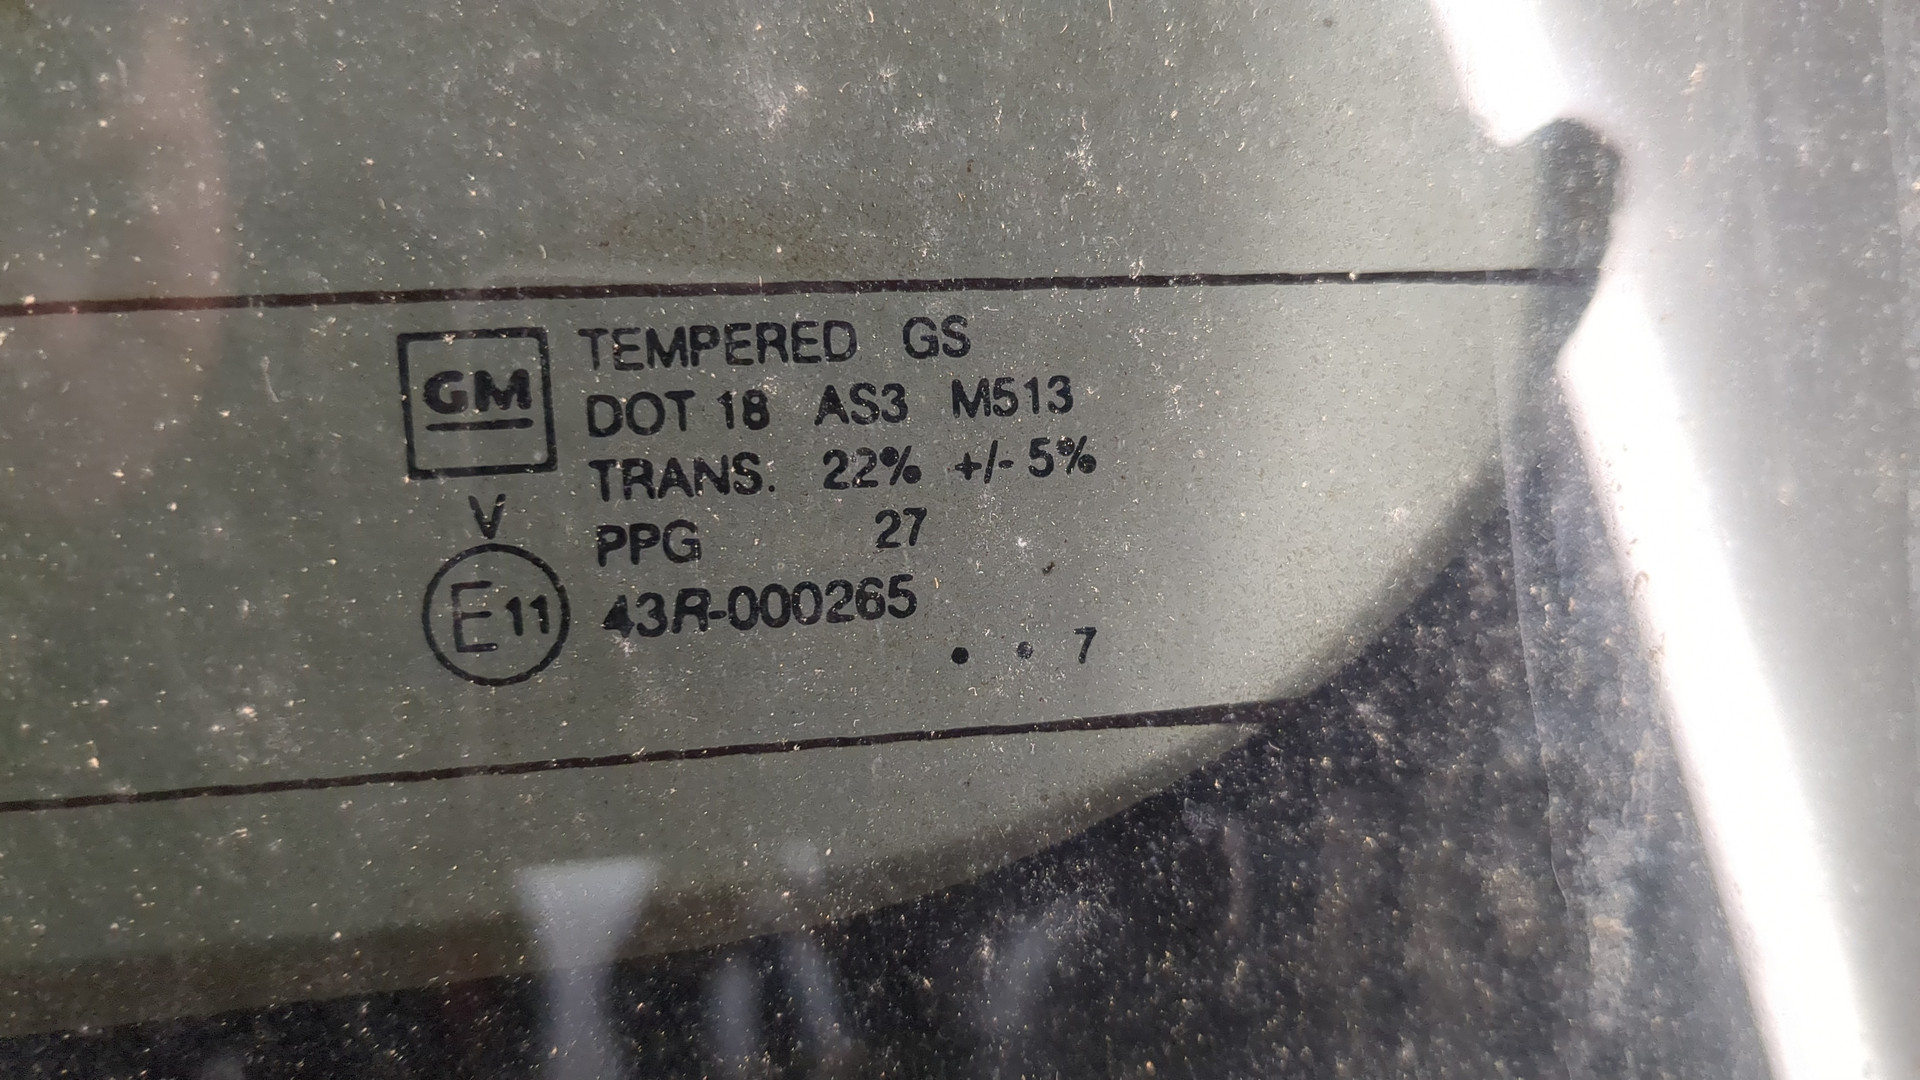 GM
TEMPERED GS
DOT 18 AS3 M513
TRANS. 22% +/- 5%
V
PPG 27
E11 43R-000265
. . 7